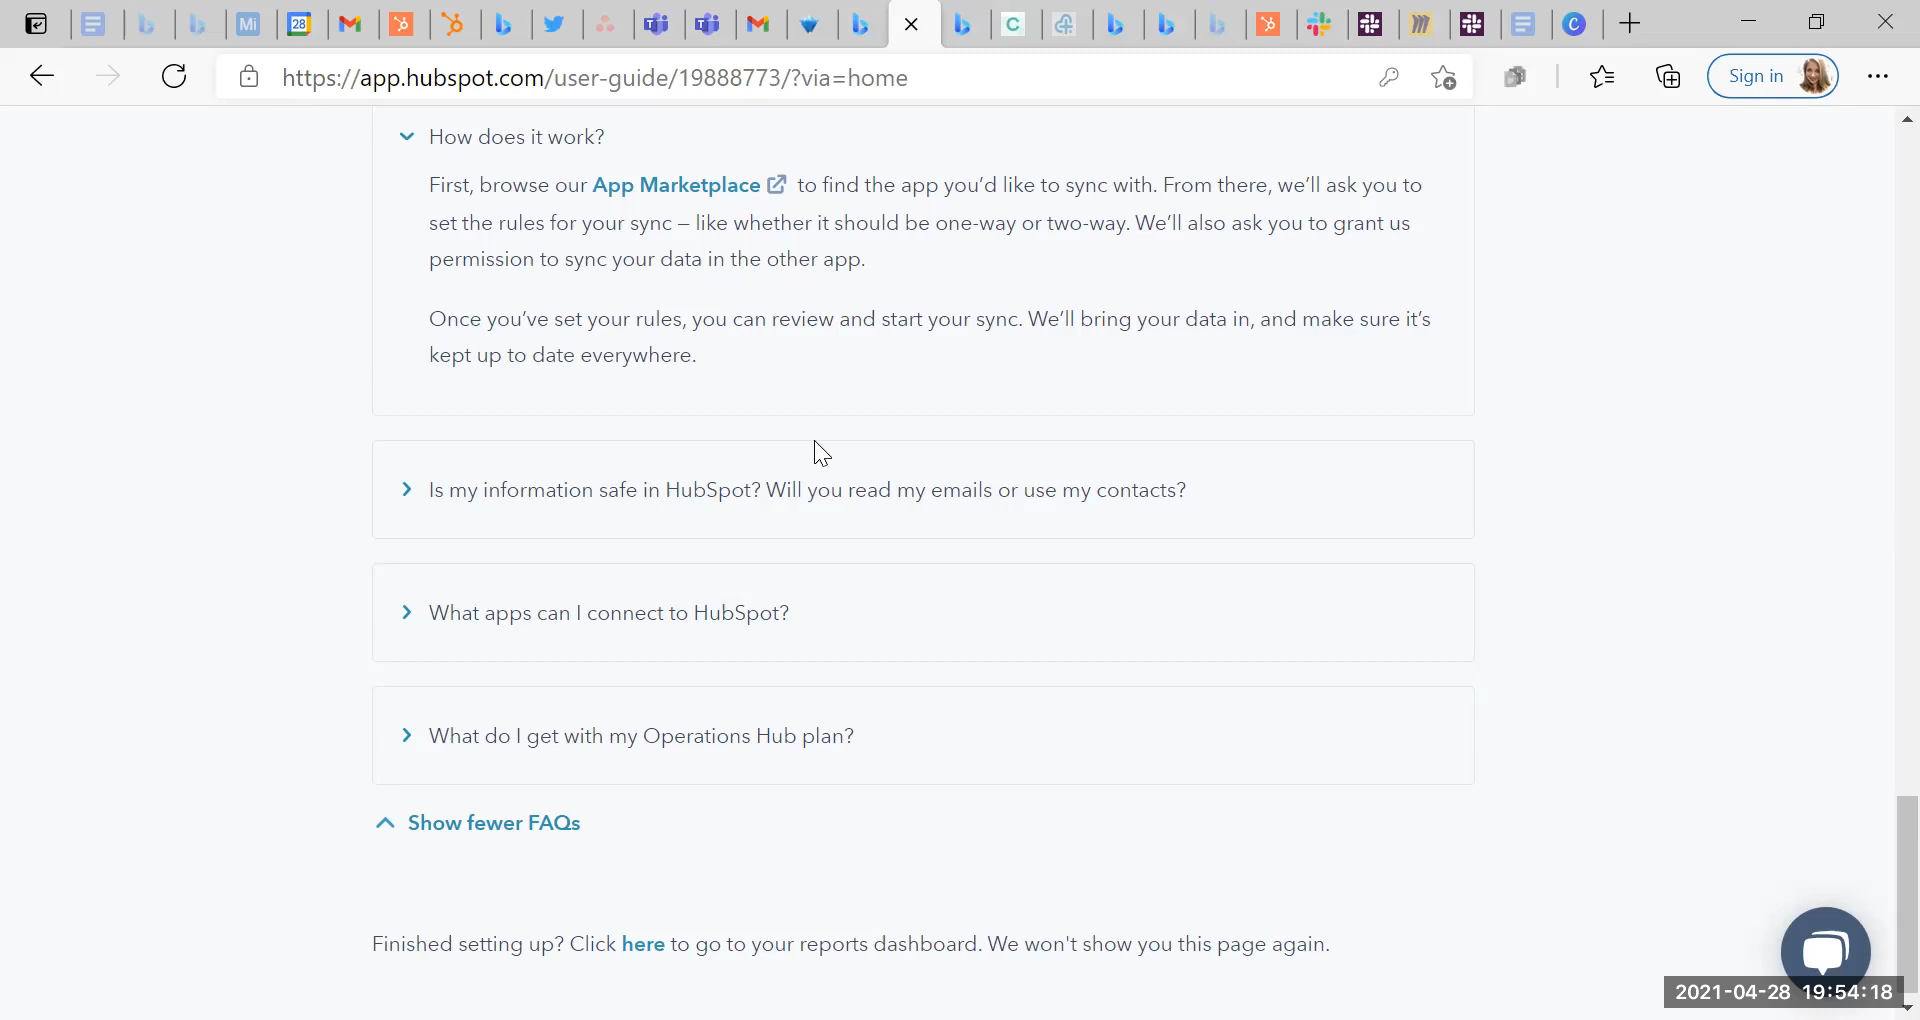 Mi
28
C
C
https://app.hubspot.com/user-guide/19888773/?via=home
Sign in
How does it work?
First, browse our App Marketplace to find the app you’d like to sync with. From there, we’ll ask you to
set the rules for your sync – like whether it should be one-way or two-way. We’ll also ask you to grant us
permission to sync your data in the other app.
Once you’ve set your rules, you can review and start your sync. We’ll bring your data in, and make sure it’s
kept up to date everywhere.
Is my information safe in HubSpot? Will you read my emails or use my contacts?
What apps can I connect to HubSpot?
What do I get with my Operations Hub plan?
Show fewer FAQs
Finished setting up? Click here to go to your reports dashboard. We won't show you this page again.
2021-04-28 19:54:18